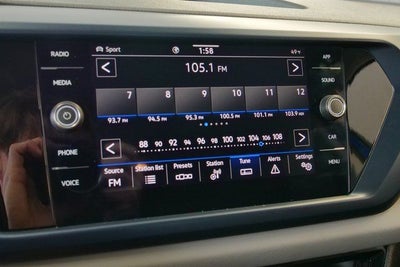 RADIO
MEDIA
PHONE
VOICE
Sport
1:58
49°F
105.1 FM
7 8 9 10 11 12
93.7 FM 94.5 FM 95.3 FM 100.5 FM 101.1 FM 103.9 FM
88 90 92 94 96 98 100 102 104 106 108
Source Station list Presets Station Tune Alerts Settings
FM
APP
SOUND
CAR
MENU